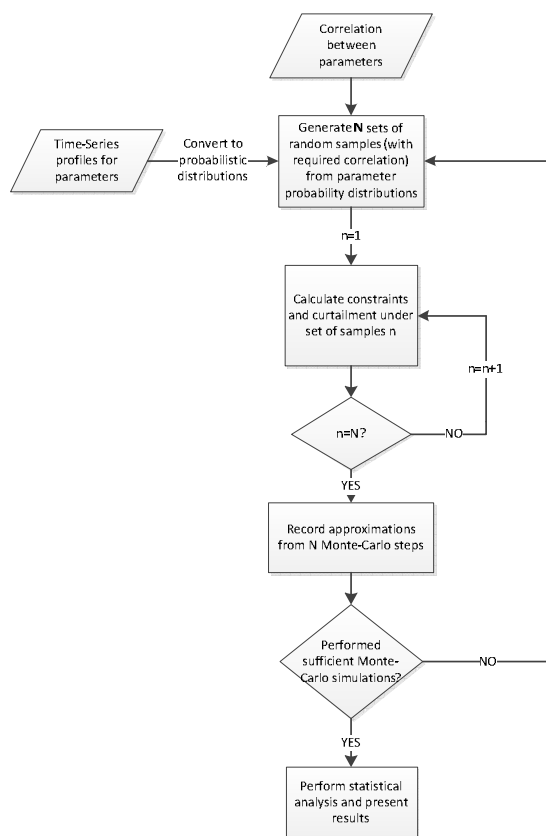 Correlation
between
parameters
Time-Series
profiles for
parameters
Convert to
probabilistic
distributions
Generate N sets of
random samples (with
required correlation)
from parameter
probability distributions
n=1
Calculate constraints
and curtailment under
set of samples n
n=n+1
n=N?
NO
YES
Record approximations
from N Monte-Carlo steps
Performed
sufficient Monte-
Carlo simulations?
NO
YES
Perform statistical
analysis and present
results